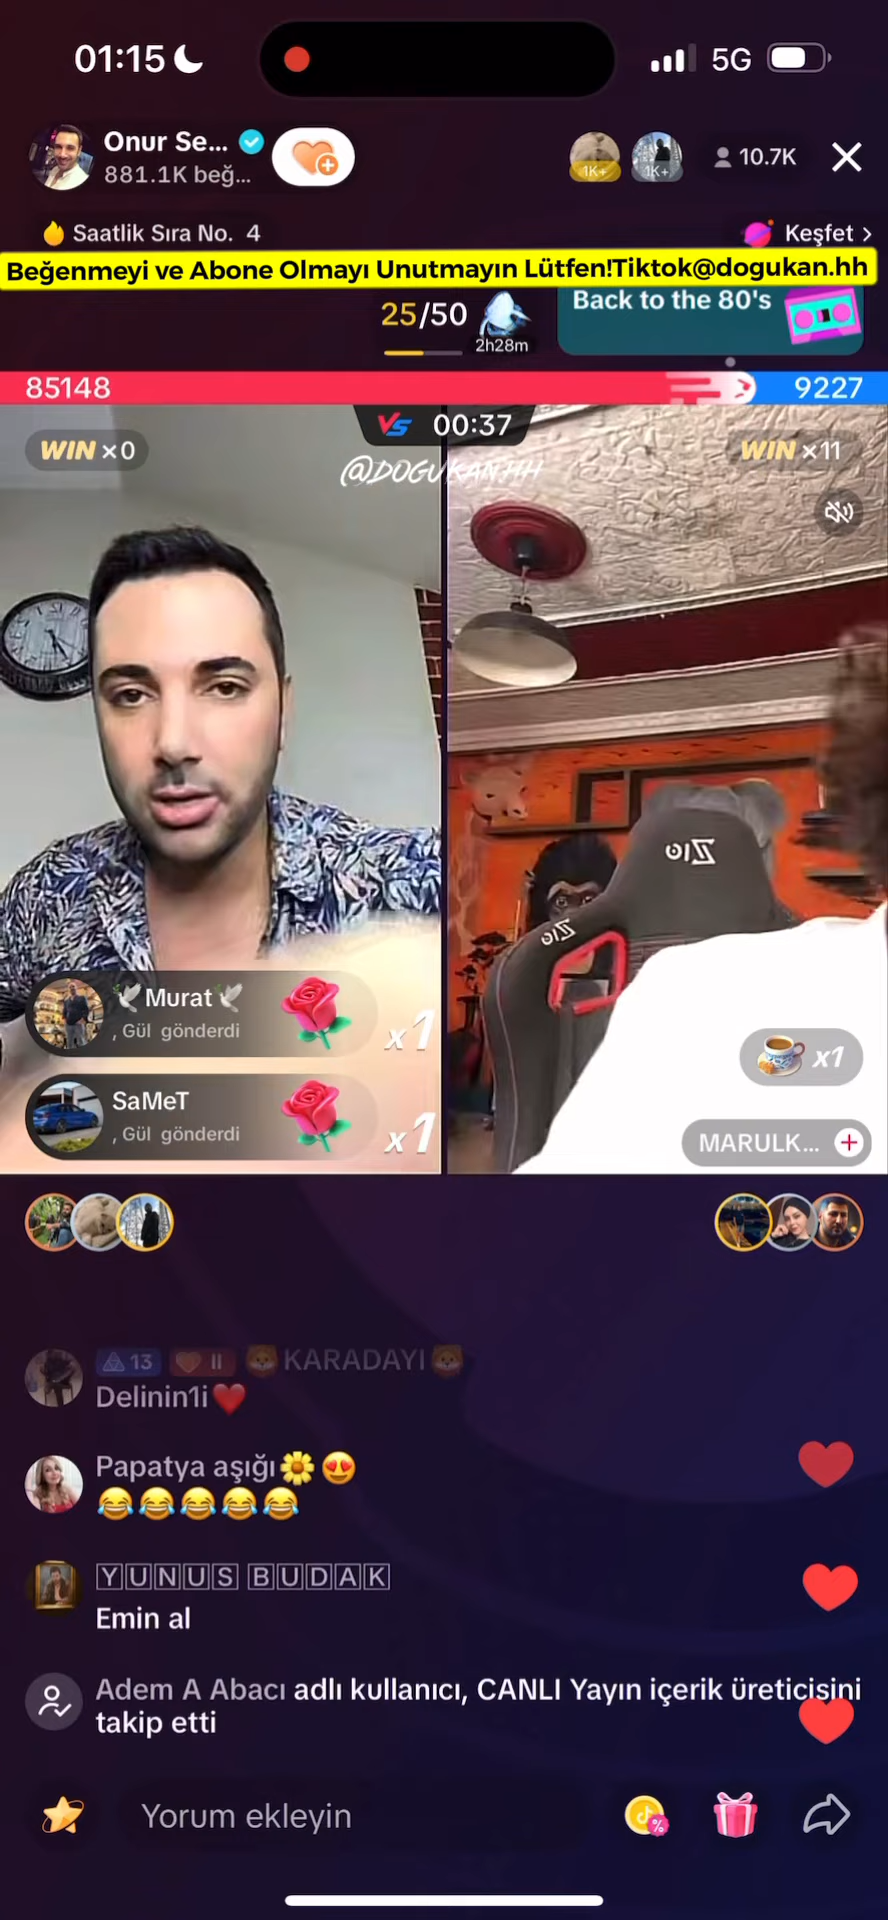 01:15
5G
Onur Se...
881.1K beğ...
1K+
1K+
10.7K
Saatlik Sıra No. 4
Keşfet >
Beğenmeyi ve Abone Olmayı Unutmayın Lütfen!Tiktok@dogukan.hh
25/50
2h28m
Back to the 80's
85148
9227
VS 00:37
WIN x0
WIN x11
@DOGUKAN.HH
Murat
, Gül gönderdi
x1
SaMeT
, Gül gönderdi
x1
x1
MARULK...
13
II
KARADAYI
Delinin1i
Papatya aşığı
YUNUS BUDAK
Emin al
Adem A Abacı adlı kullanıcı, CANLI Yayın içerik üreticisini
takip etti
Yorum ekleyin